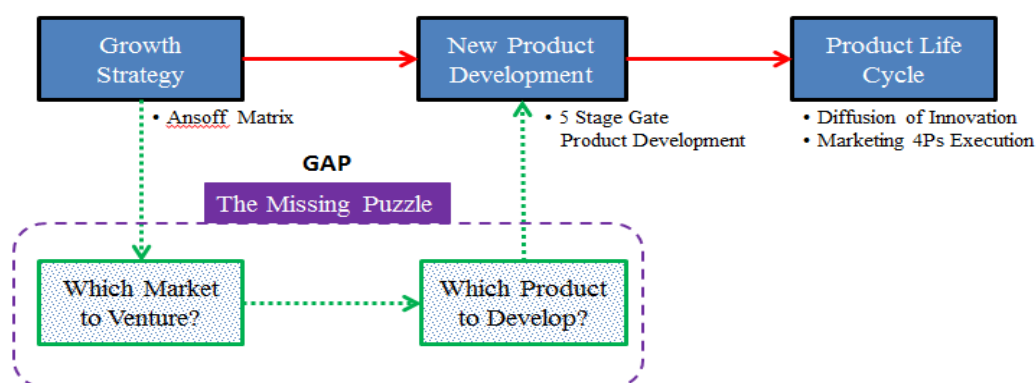 Growth
Strategy
New Product
Development
Product Life
Cycle
• Ansoff Matrix
• 5 Stage Gate
Product Development
• Diffusion of Innovation
• Marketing 4Ps Execution
GAP
The Missing Puzzle
Which Market
to Venture?
Which Product
to Develop?